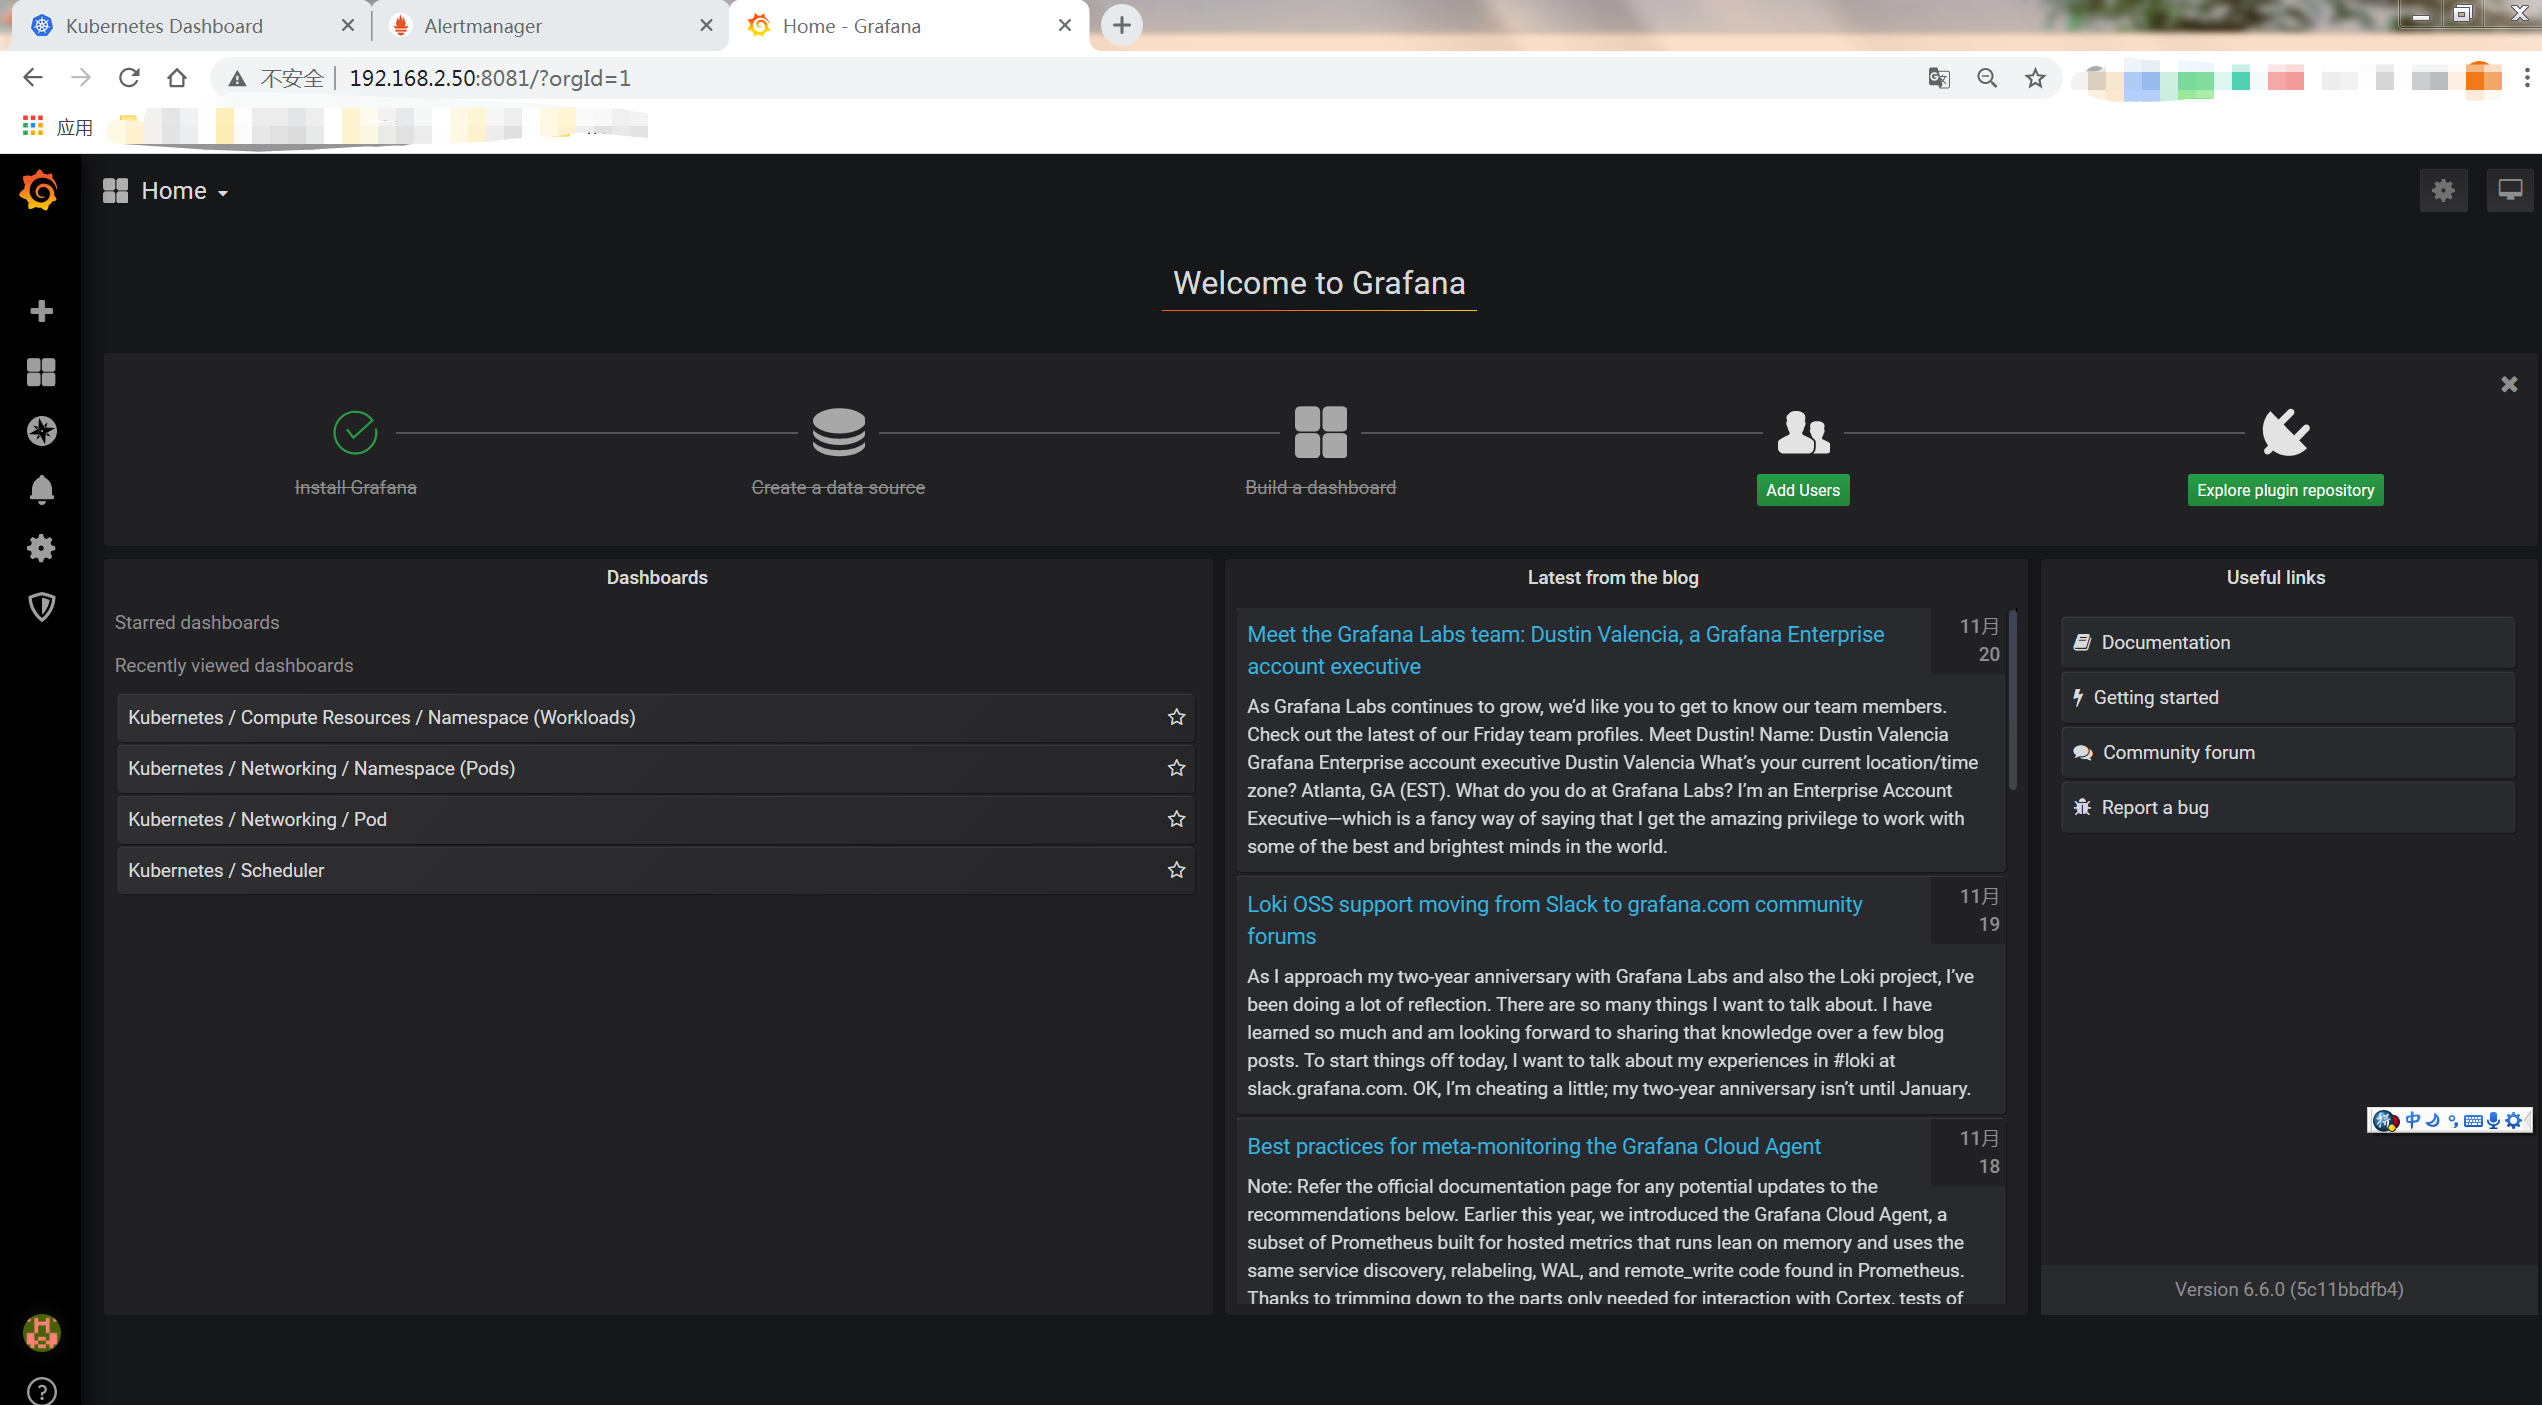 Kubernetes Dashboard
Alertmanager
Home - Grafana
不安全
192.168.2.50:8081/?orgId=1
应用
Home
Welcome to Grafana
Install Grafana
Create a data source
Build a dashboard
Add Users
Explore plugin repository
Dashboards
Starred dashboards
Recently viewed dashboards
Kubernetes / Compute Resources / Namespace (Workloads)
Kubernetes / Networking / Namespace (Pods)
Kubernetes / Networking / Pod
Kubernetes / Scheduler
Latest from the blog
Meet the Grafana Labs team: Dustin Valencia, a Grafana Enterprise
account executive
11月
20
As Grafana Labs continues to grow, we’d like you to get to know our team members.
Check out the latest of our Friday team profiles. Meet Dustin! Name: Dustin Valencia
Grafana Enterprise account executive Dustin Valencia What’s your current location/time
zone? Atlanta, GA (EST). What do you do at Grafana Labs? I’m an Enterprise Account
Executive—which is a fancy way of saying that I get the amazing privilege to work with
some of the best and brightest minds in the world.
Loki OSS support moving from Slack to grafana.com community
forums
11月
19
As I approach my two-year anniversary with Grafana Labs and also the Loki project, I’ve
been doing a lot of reflection. There are so many things I want to talk about. I have
learned so much and am looking forward to sharing that knowledge over a few blog
posts. To start things off today, I want to talk about my experiences in #loki at
slack.grafana.com. OK, I’m cheating a little; my two-year anniversary isn’t until January.
Best practices for meta-monitoring the Grafana Cloud Agent
11月
18
Note: Refer the official documentation page for any potential updates to the
recommendations below. Earlier this year, we introduced the Grafana Cloud Agent, a
subset of Prometheus built for hosted metrics that runs lean on memory and uses the
same service discovery, relabeling, WAL, and remote_write code found in Prometheus.
Thanks to trimming down to the parts only needed for interaction with Cortex, tests of
Useful links
Documentation
Getting started
Community forum
Report a bug
中
Version 6.6.0 (5c11bbdfb4)